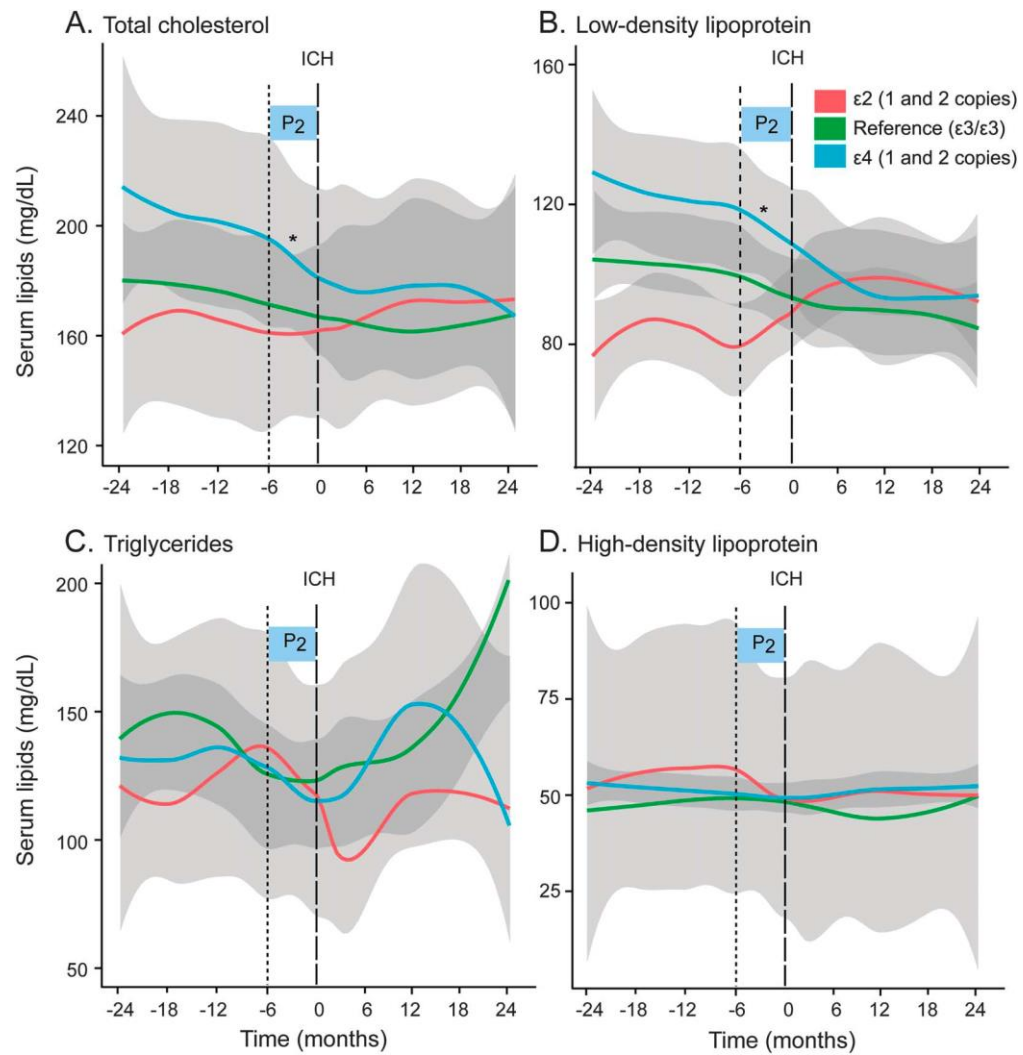 A. Total cholesterol
ICH
P2
*
Serum lipids (mg/dL)
240
200
160
120
-24 -18 -12 -6 0 6 12 18 24
B. Low-density lipoprotein
ICH
P2
*
ε2 (1 and 2 copies)
Reference (ε3/ε3)
ε4 (1 and 2 copies)
160
120
80
-24 -18 -12 -6 0 6 12 18 24
C. Triglycerides
ICH
P2
Serum lipids (mg/dL)
200
150
100
50
-24 -18 -12 -6 0 6 12 18 24
Time (months)
D. High-density lipoprotein
ICH
P2
100
75
50
25
-24 -18 -12 -6 0 6 12 18 24
Time (months)